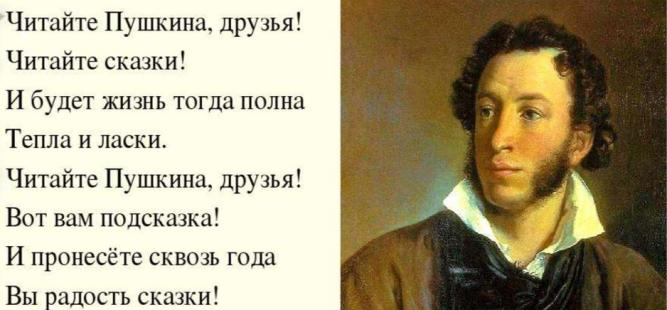 Читайте Пушкина, друзья!
Читайте сказки!
И будет жизнь тогда полна
Тепла и ласки.
Читайте Пушкина, друзья!
Вот вам подсказка!
И пронесёте сквозь года
Вы радость сказки!